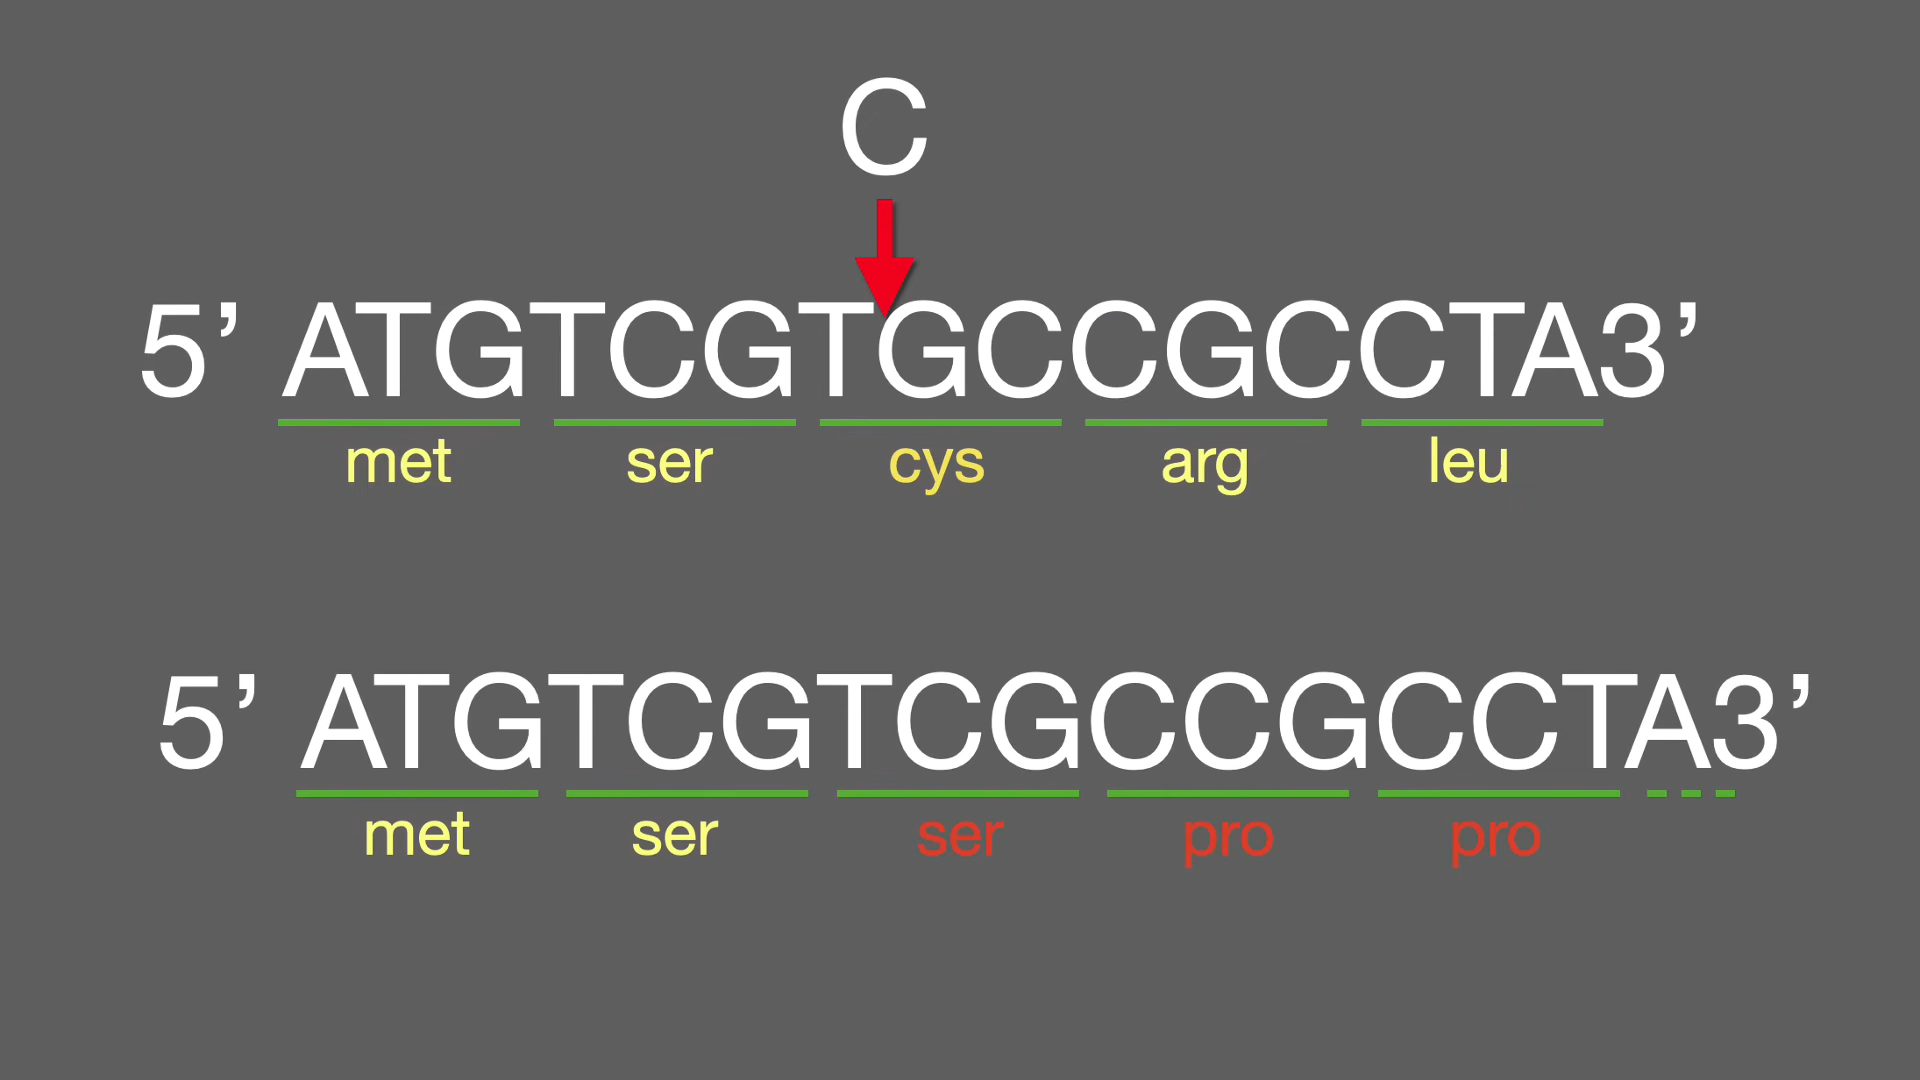 C
5’ ATGTCGTGCCGCCTA3’
met ser cys arg leu
5’ ATGTCGTCGCCGCCTA3’
met ser ser pro pro